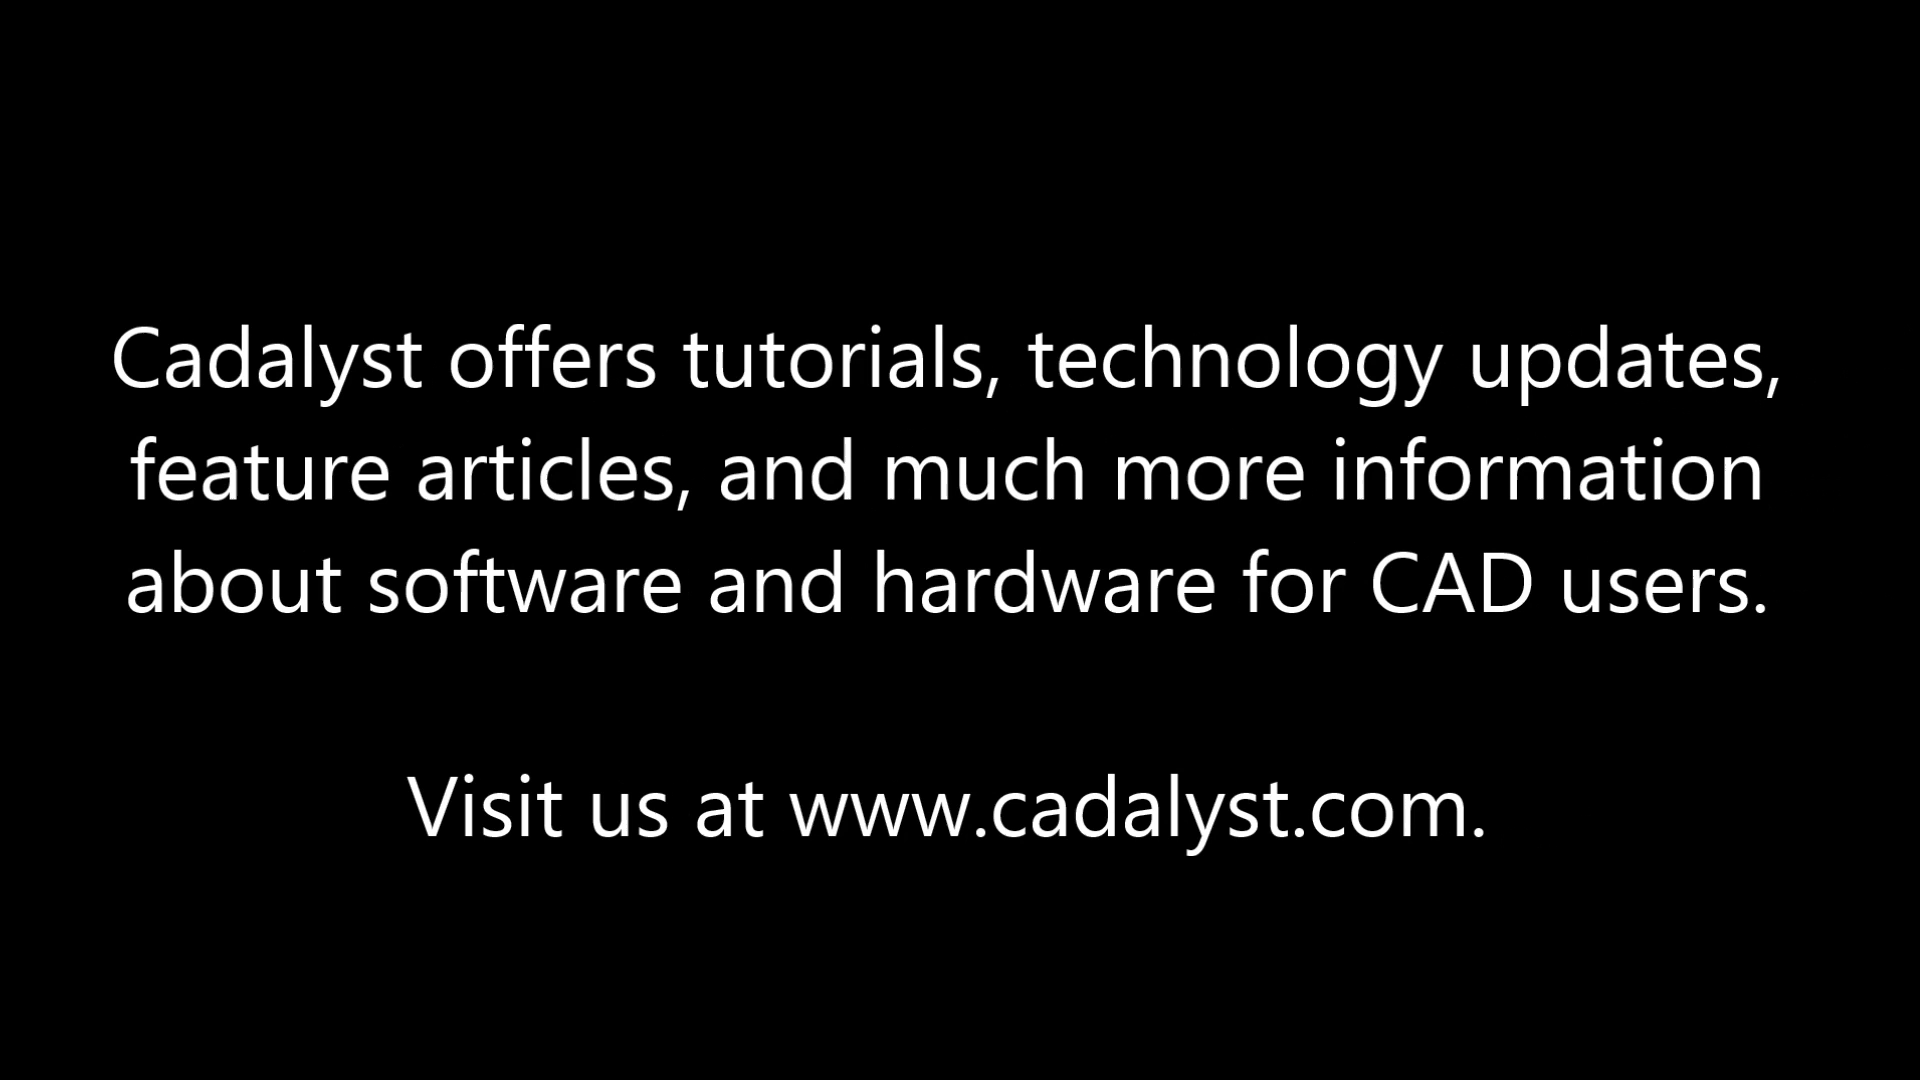 Cadalyst offers tutorials, technology updates,
feature articles, and much more information
about software and hardware for CAD users.
Visit us at www.cadalyst.com.